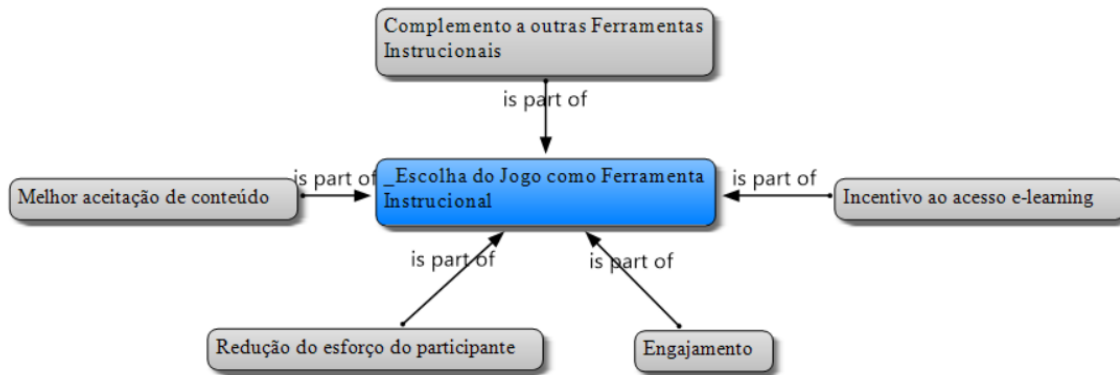 Complemento a outras Ferramentas
Instrucionais
is part of
_Escolha do Jogo como Ferramenta
Instrucional
is part of
Melhor aceitação de conteúdo
is part of
Incentivo ao acesso e-learning
is part of
is part of
Redução do esforço do participante
Engajamento